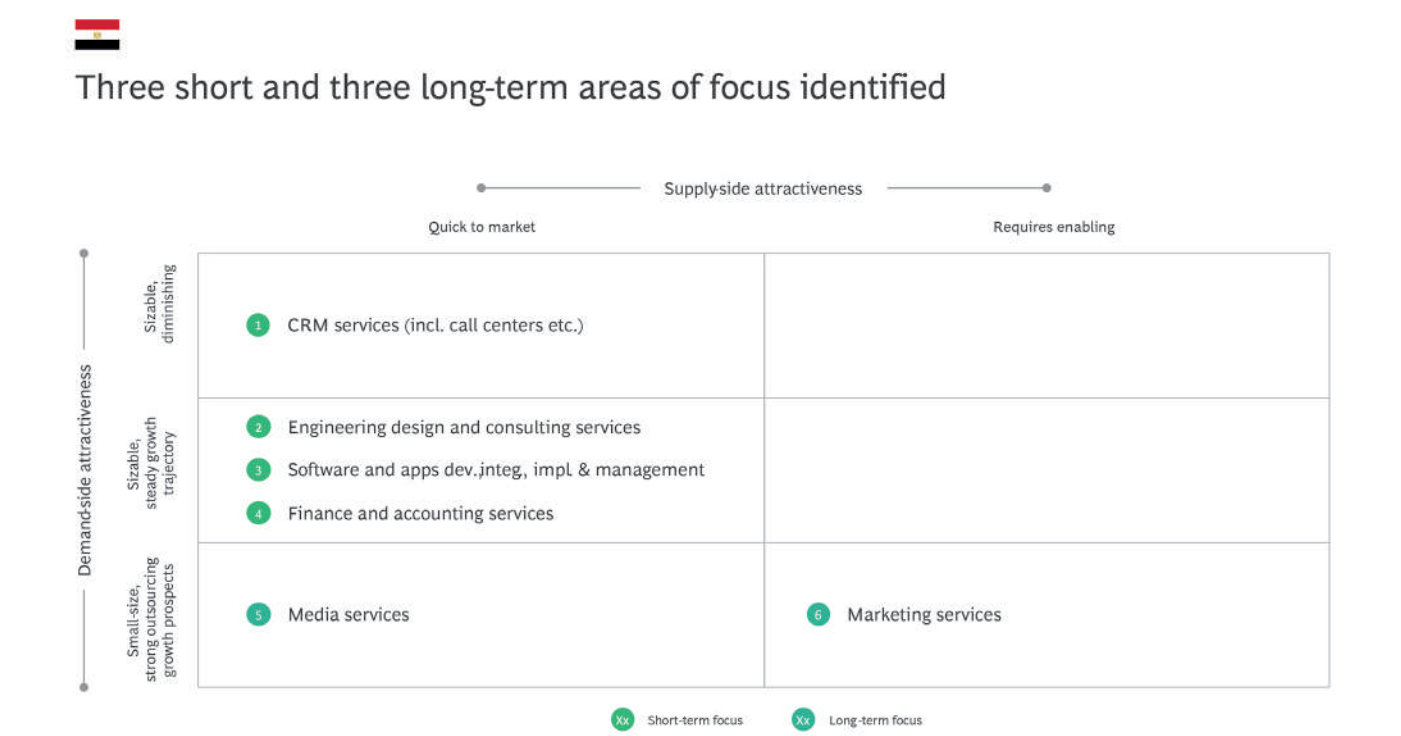 Three short and three long-term areas of focus identified
Supply-side attractiveness
Quick to market
Requires enabling
Demand-side attractiveness
Sizable,
diminishing
1 CRM services (incl. call centers etc.)
Sizable,
steady growth
trajectory
2 Engineering design and consulting services
3 Software and apps dev.,integ., impl. & management
4 Finance and accounting services
Small-size,
strong outsourcing
growth prospects
5 Media services
6 Marketing services
Xx Short-term focus
Xx Long-term focus